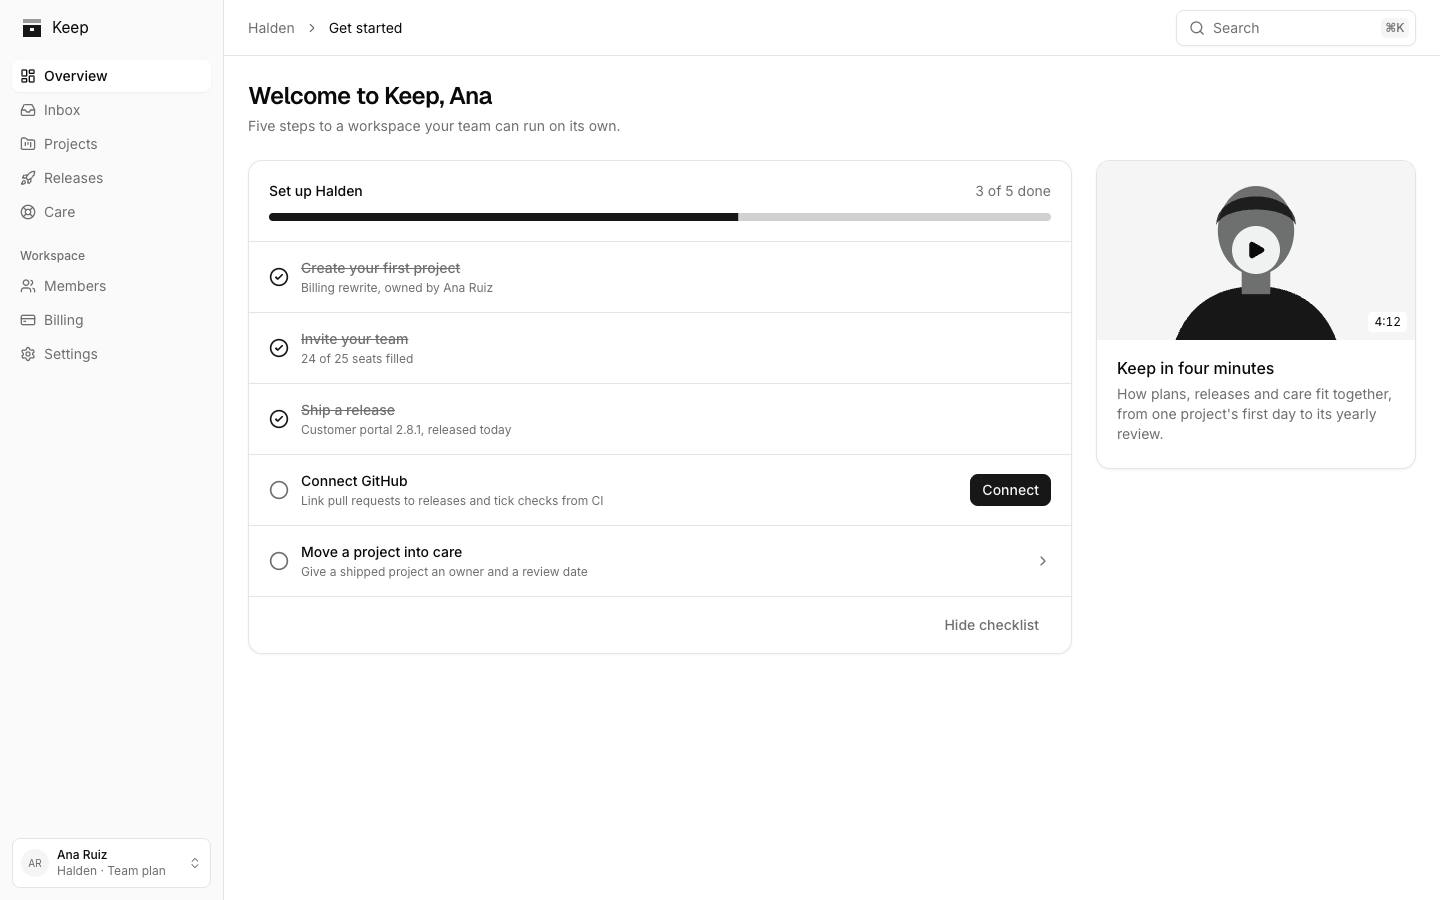 Keep
Overview
Inbox
Projects
Releases
Care
Workspace
Members
Billing
Settings
AR
Ana Ruiz
Halden · Team plan
Halden
Get started
Search
⌘K
Welcome to Keep, Ana
Five steps to a workspace your team can run on its own.
Set up Halden
3 of 5 done
Create your first project
Billing rewrite, owned by Ana Ruiz
Invite your team
24 of 25 seats filled
Ship a release
Customer portal 2.8.1, released today
Connect GitHub
Link pull requests to releases and tick checks from CI
Connect
Move a project into care
Give a shipped project an owner and a review date
Hide checklist
4:12
Keep in four minutes
How plans, releases and care fit together,
from one project's first day to its yearly
review.